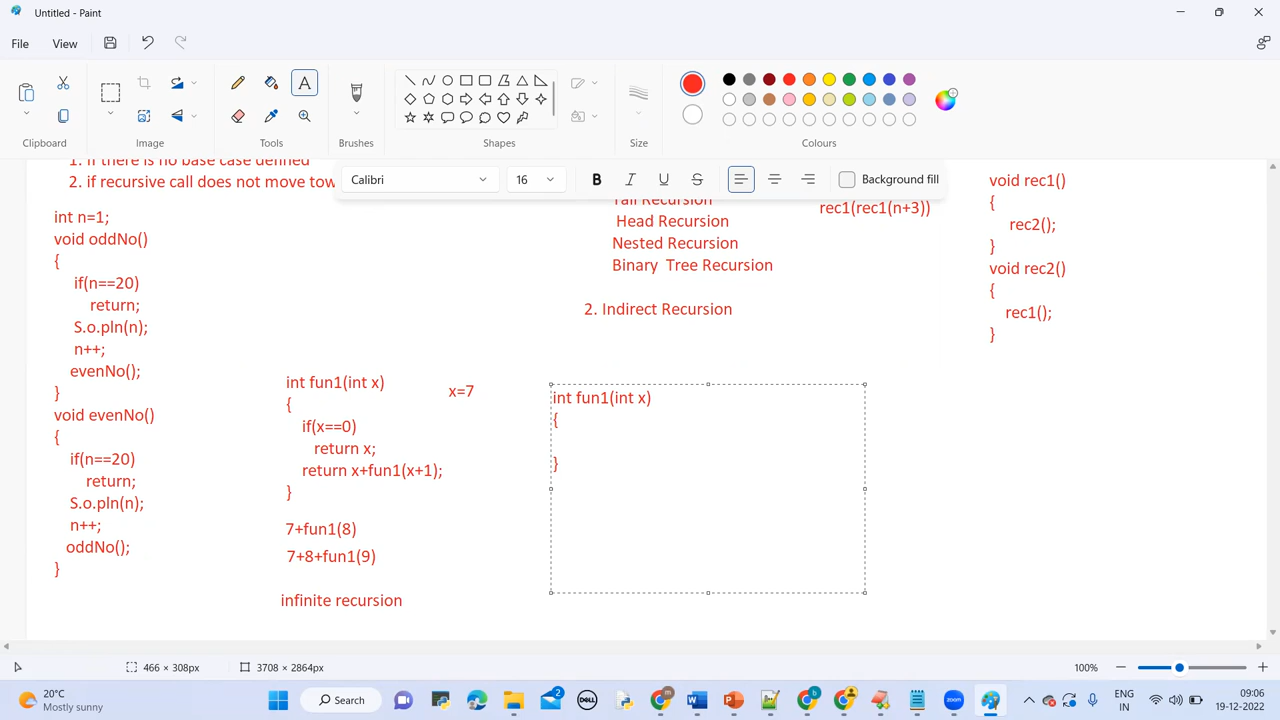 Untitled - Paint
File
View
Clipboard
Image
Tools
Brushes
Shapes
Size
Colours
Calibri
16
B
I
U
S
A
Background fill
1. if there is no base case defined
2. if recursive call does not move tow
int n=1;
void oddNo()
{
if(n==20)
return;
S.o.pln(n);
n++;
evenNo();
}
void evenNo()
{
if(n==20)
return;
S.o.pln(n);
n++;
oddNo();
}
int fun1(int x)
{
if(x==0)
return x;
return x+fun1(x+1);
}
7+fun1(8)
7+8+fun1(9)
infinite recursion
x=7
Tail Recursion
Head Recursion
Nested Recursion
Binary Tree Recursion
2. Indirect Recursion
int fun1(int x)
{
}
rec1(rec1(n+3))
void rec1()
{
rec2();
}
void rec2()
{
rec1();
}
466 × 308px
3708 × 2864px
100%
20°C
Mostly sunny
Search
2
DELL
m
W
P
b
zoom
ENG
IN
09:06
19-12-2022